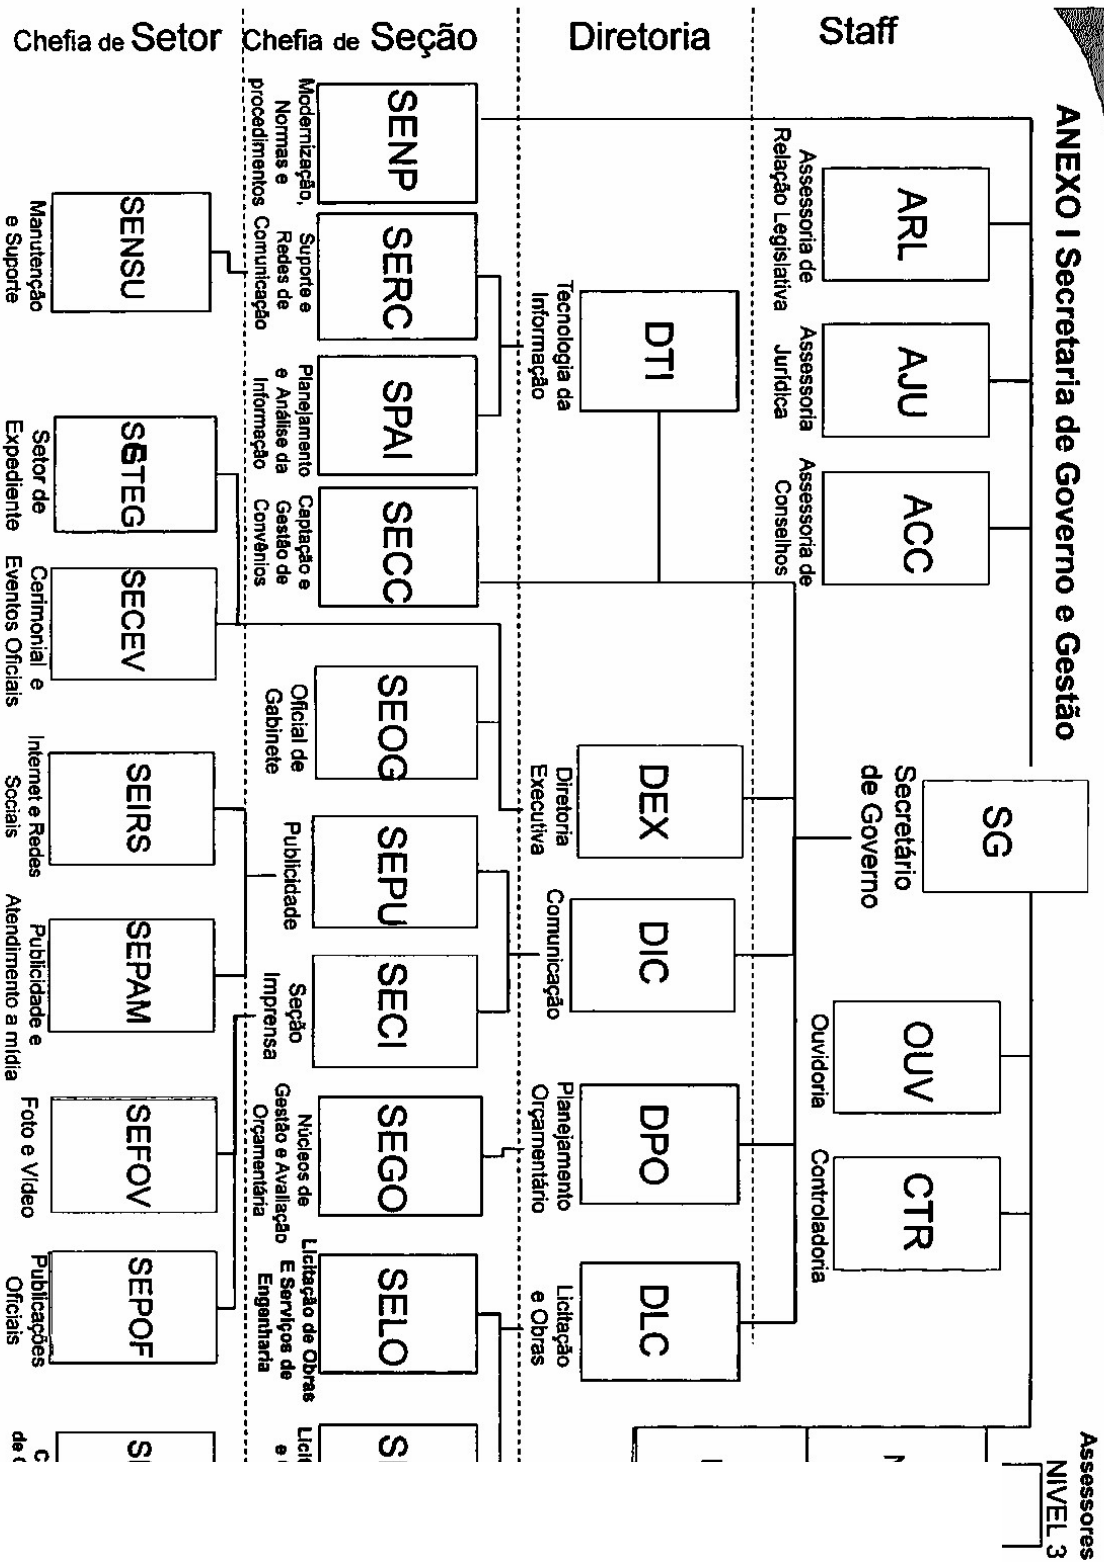 ANEXO I Secretaria de Governo e Gestão
Assessores
NIVEL 3
SG
Secretário
de Governo
Staff
ARL
Assessoria de
Relação Legislativa
AJU
Assessoria
Jurídica
ACC
Assessoria de
Conselhos
OUV
Ouvidoria
CTR
Controladoria
Diretoria
DTI
Tecnologia da
Informação
DEX
Diretoria
Executiva
DIC
Comunicação
DPO
Planejamento
Orçamentário
DLC
Licitação
e Obras
Chefia de Seção
SENP
Modernização,
Normas e
procedimentos
SERC
Suporte e
Redes de
Comunicação
SPAI
Planejamento
e Análise da
Informação
SECC
Captação e
Gestão de
Convênios
SEOG
Oficial de
Gabinete
SEPU
Publicidade
SECI
Seção
Imprensa
SEGO
Núcleos de
Gestão e Avaliação
Orçamentária
SELO
Licitação de Obras
E Serviços de
Engenharia
Chefia de Setor
SENSU
Manutenção
e Suporte
Setor de
Expediente
SECEV
Cerimonial e
Eventos Oficiais
SEIRS
Internet e Redes
Sociais
SEPAM
Publicidade e
Atendimento a mídia
SEFOV
Foto e Vídeo
SEPOF
Publicações
Oficiais